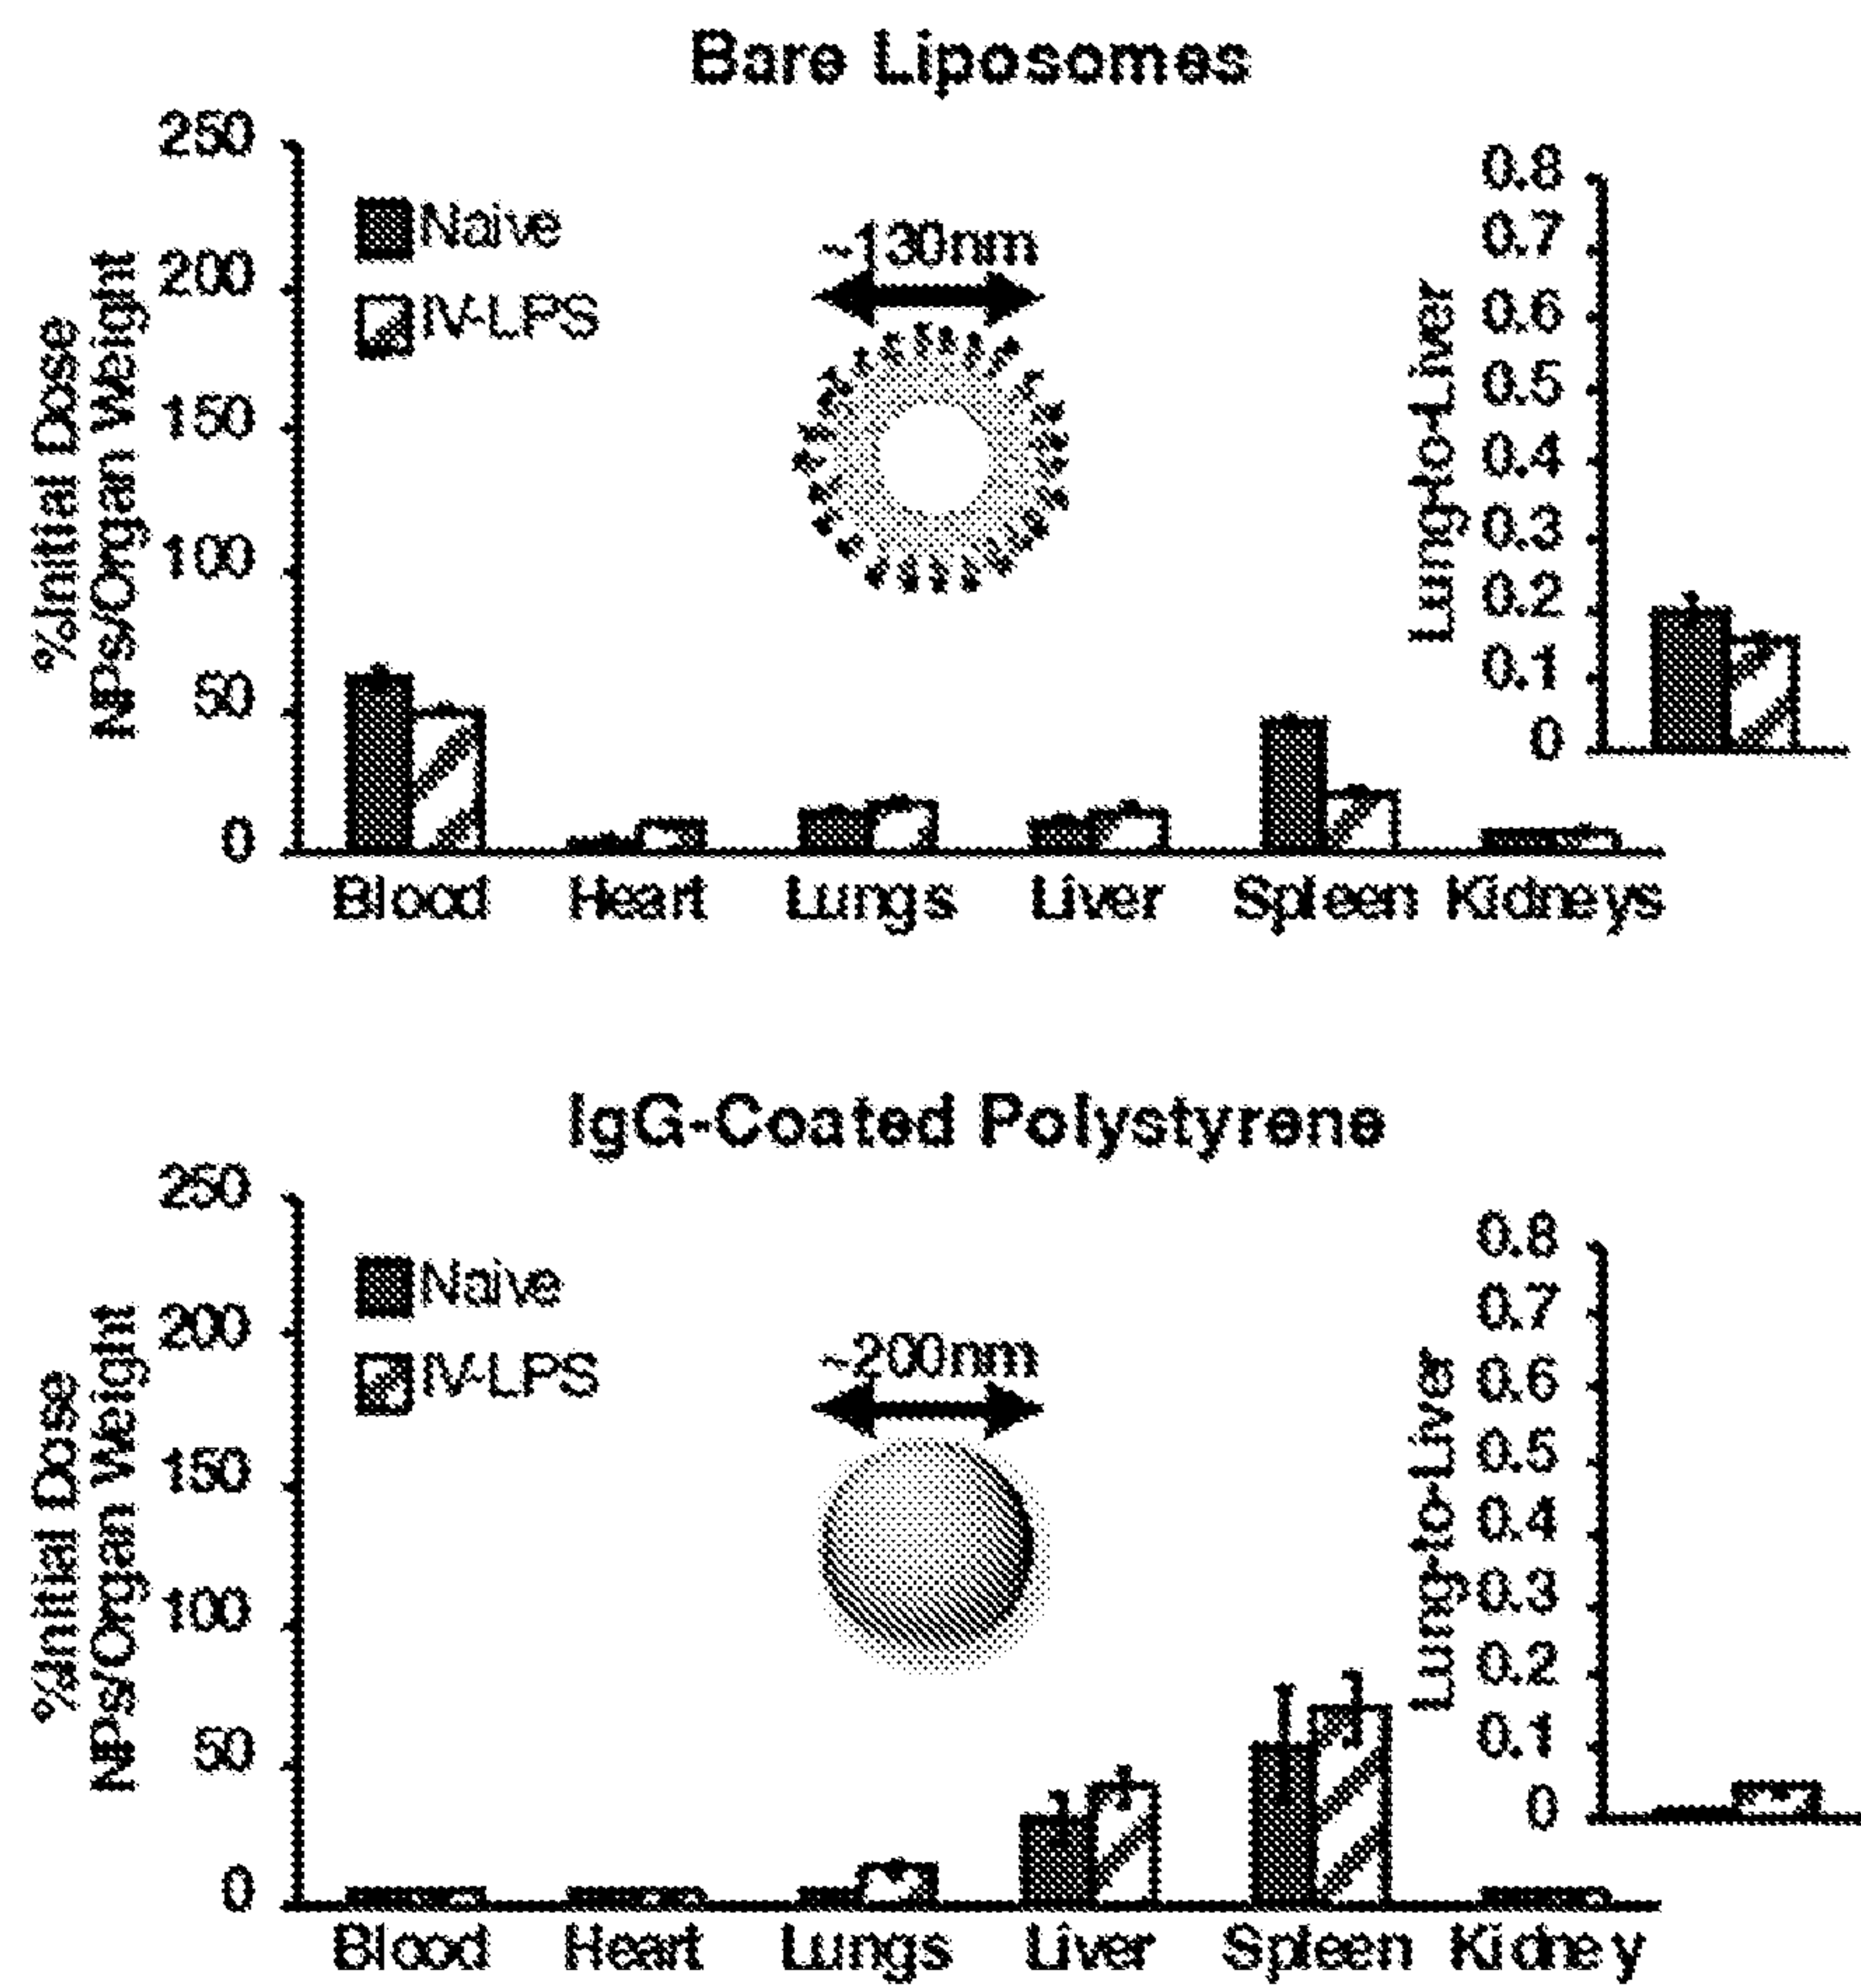 Bare Liposomes
%Initial Dose
NPs/Organ Weight
250
200
150
100
50
0
Naive
IV-LPS
~130nm
Blood Heart Lungs Liver Spleen Kidneys
Lung-to-Liver
0.8
0.7
0.6
0.5
0.4
0.3
0.2
0.1
0
IgG-Coated Polystyrene
%Initial Dose
NPs/Organ Weight
250
200
150
100
50
0
Naive
IV-LPS
~200nm
Blood Heart Lungs Liver Spleen Kidney
Lung-to-Liver
0.8
0.7
0.6
0.5
0.4
0.3
0.2
0.1
0